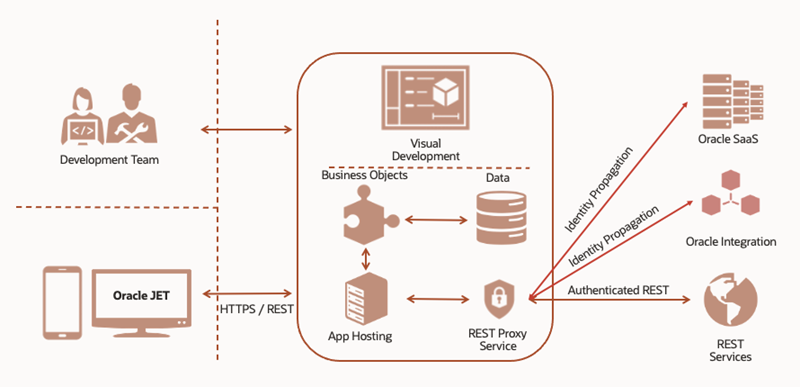 Development Team
Visual
Development
Business Objects
Data
App Hosting
REST Proxy
Service
Oracle JET
HTTPS / REST
Identity Propagation
Identity Propagation
Authenticated REST
Oracle SaaS
Oracle Integration
REST
Services
</>